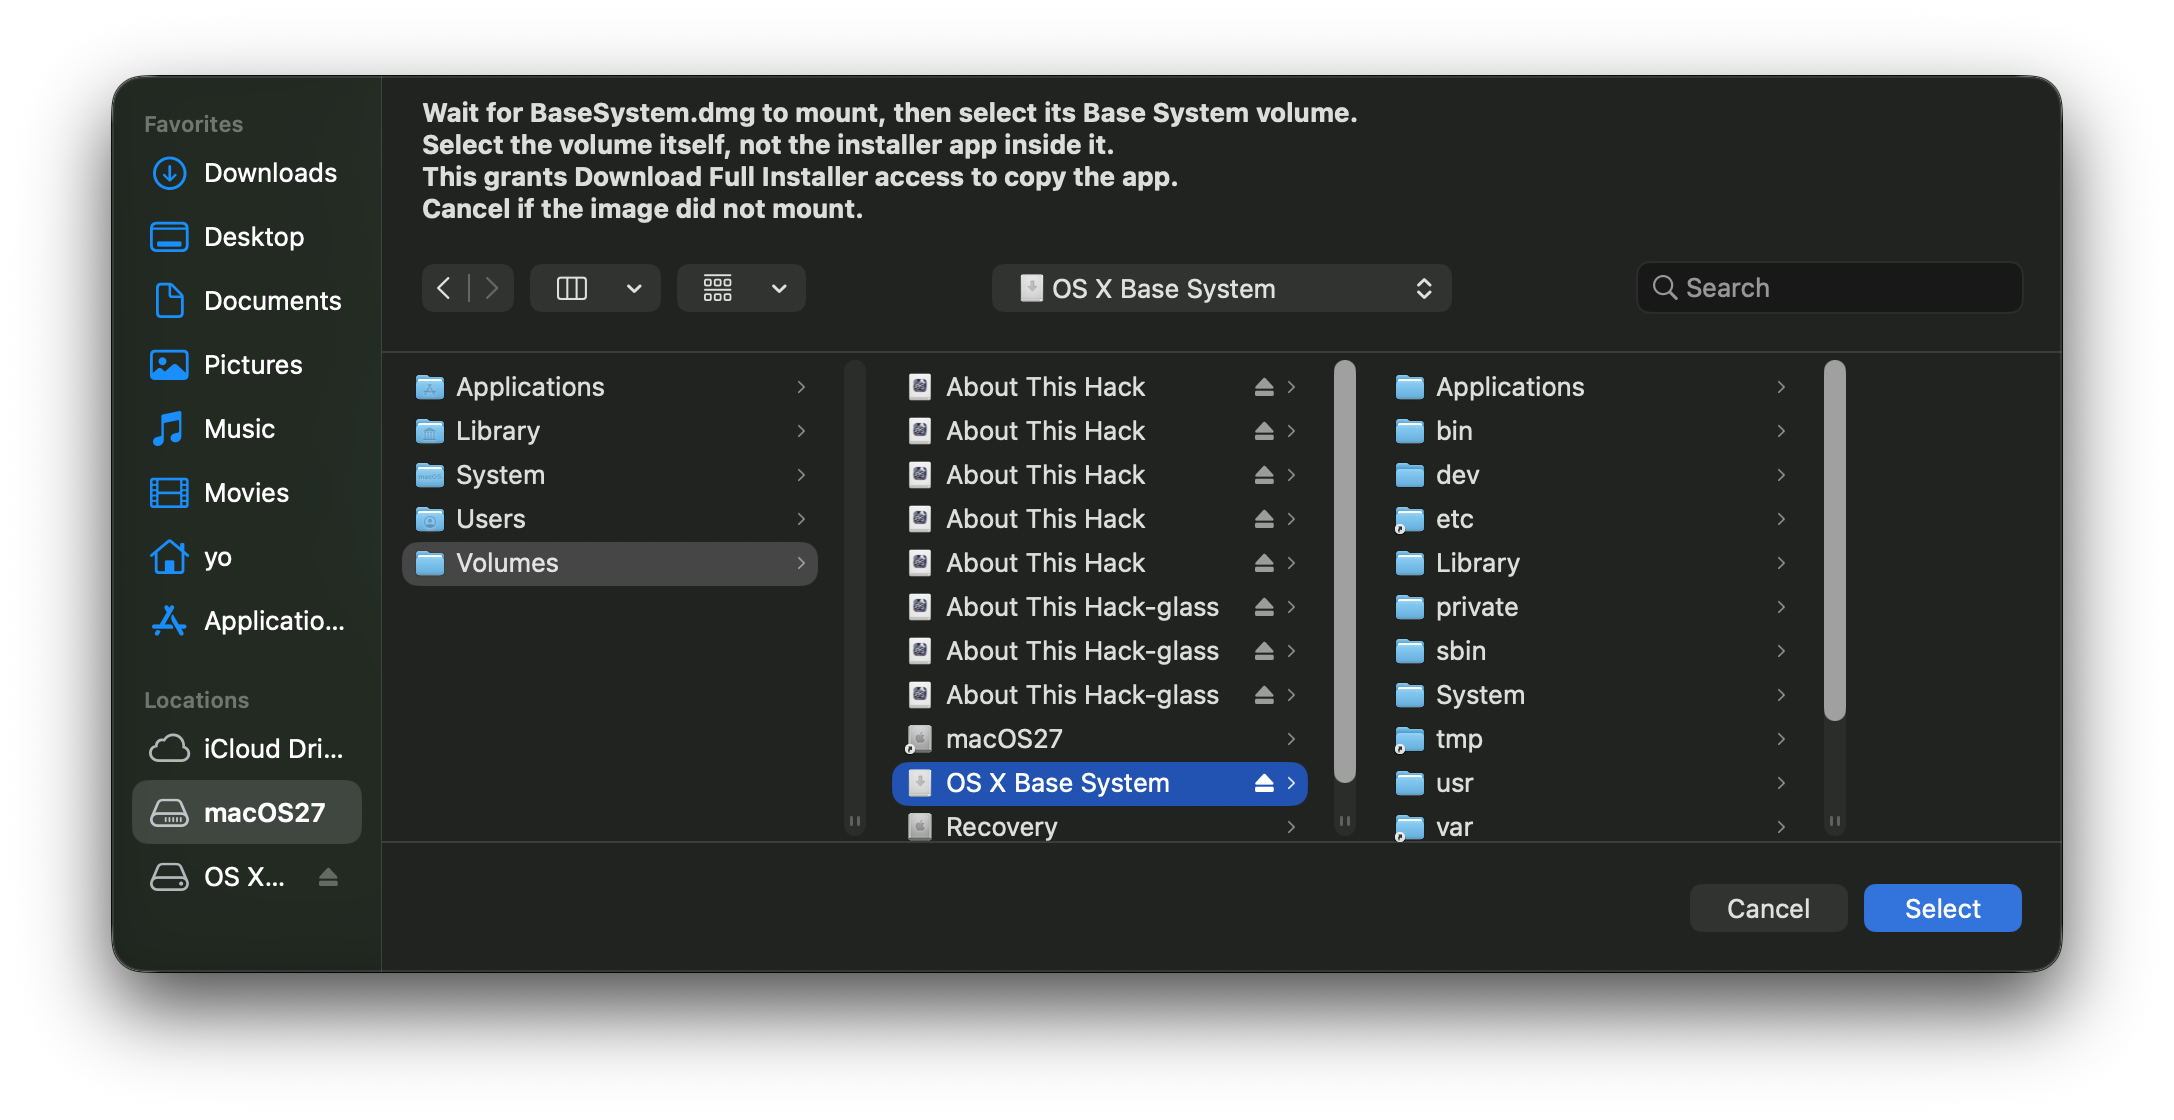 Favorites
Downloads
Desktop
Documents
Pictures
Music
Movies
yo
Applicatio...
Locations
iCloud Dri...
macOS27
OS X...
Wait for BaseSystem.dmg to mount, then select its Base System volume.
Select the volume itself, not the installer app inside it.
This grants Download Full Installer access to copy the app.
Cancel if the image did not mount.
OS X Base System
Search
Applications
Library
System
Users
Volumes
About This Hack
About This Hack
About This Hack
About This Hack
About This Hack
About This Hack-glass
About This Hack-glass
About This Hack-glass
macOS27
OS X Base System
Recovery
Applications
bin
dev
etc
Library
private
sbin
System
tmp
usr
var
Cancel
Select